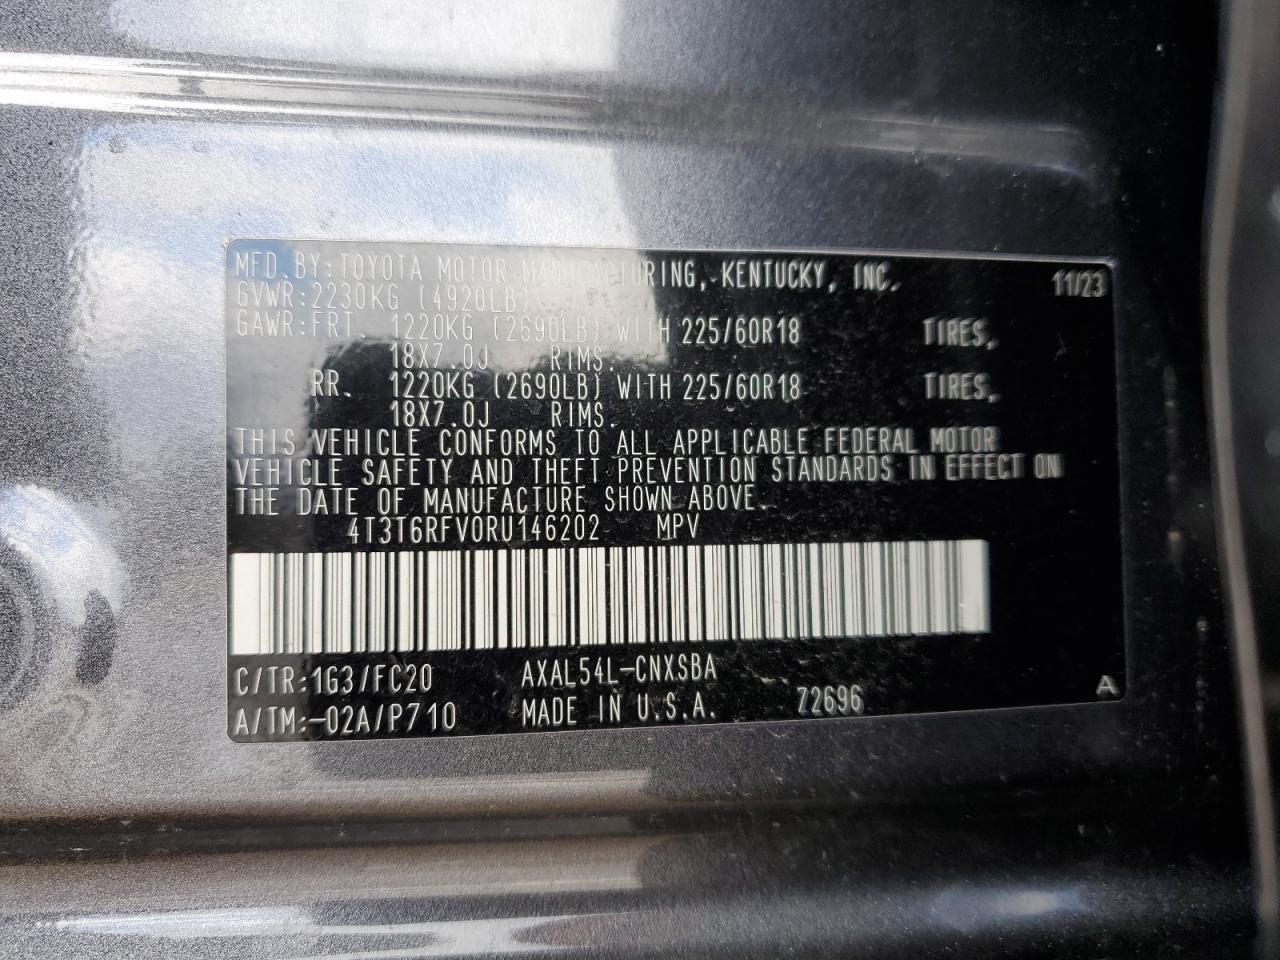 MFD. BY: TOYOTA MOTOR MANUFACTURING, KENTUCKY, INC. 11/23
GVWR: 2230KG (4920LB)
GAWR: FRT. 1220KG (2690LB) WITH 225/60R18 TIRES,
18X7.0J RIMS.
RR. 1220KG (2690LB) WITH 225/60R18 TIRES,
18X7.0J RIMS.
THIS VEHICLE CONFORMS TO ALL APPLICABLE FEDERAL MOTOR
VEHICLE SAFETY AND THEFT PREVENTION STANDARDS IN EFFECT ON
THE DATE OF MANUFACTURE SHOWN ABOVE.
4T3T6RFV0RU146202 MPV
C/TR: 1G3/FC20 AXAL54L-CNXSBA
A/TM: -02A/P710 MADE IN U.S.A. 72696 A